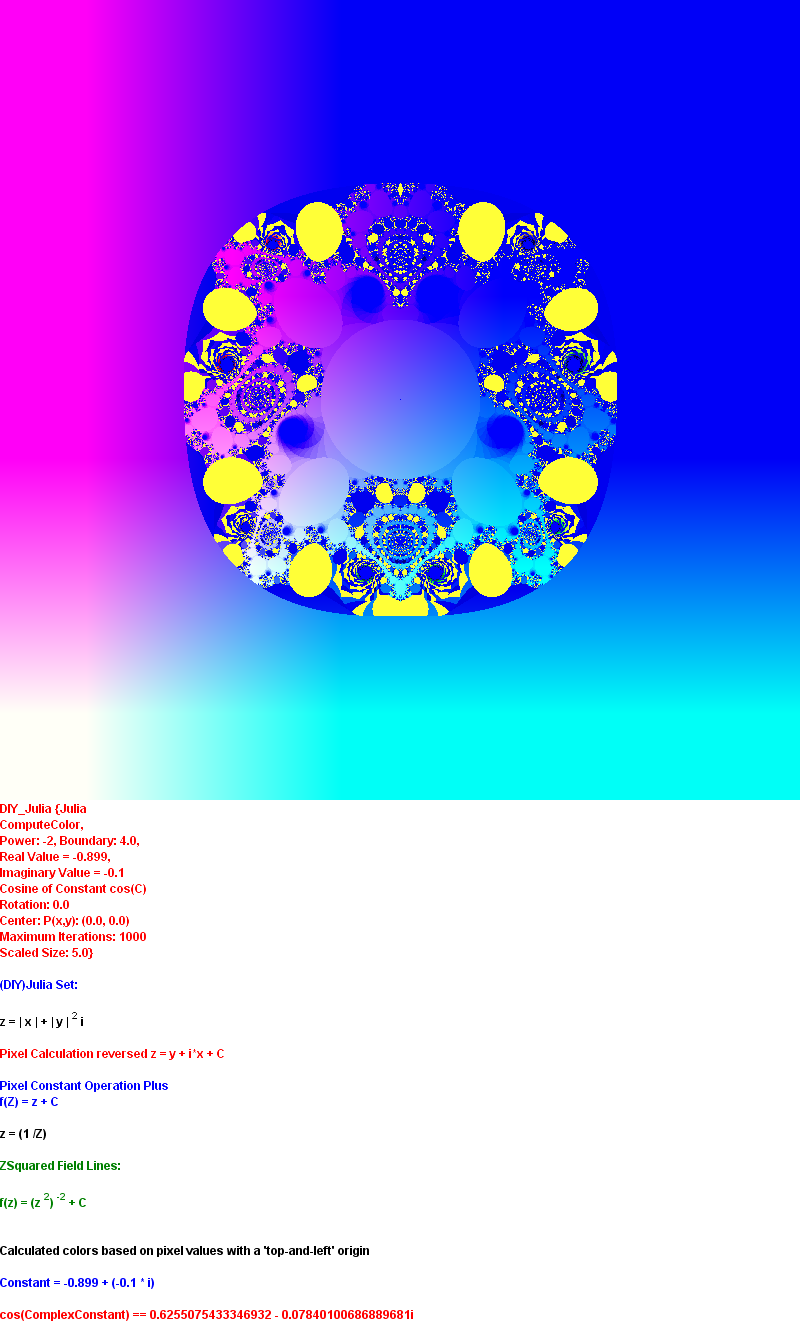 DIY_Julia {Julia
ComputeColor,
Power: -2, Boundary: 4.0,
Real Value = -0.899,
Imaginary Value = -0.1
Cosine of Constant cos(C)
Rotation: 0.0
Center: P(x,y): (0.0, 0.0)
Maximum Iterations: 1000
Scaled Size: 5.0}
(DIY)Julia Set:
z = | x | + | y | 2 i
Pixel Calculation reversed z = y + i*x + C
Pixel Constant Operation Plus
f(Z) = z + C
z = (1 /Z)
ZSquared Field Lines:
f(z) = (z 2) -2 + C
Calculated colors based on pixel values with a 'top-and-left' origin
Constant = -0.899 + (-0.1 * i)
cos(ComplexConstant) == 0.6255075433346932 - 0.07840100686889681i